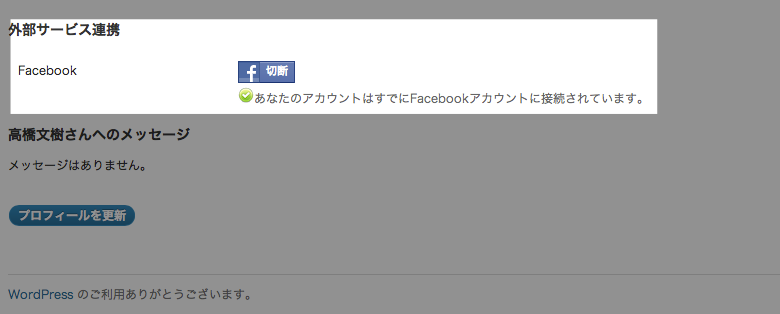 外部サービス連携
Facebook
f 切断
あなたのアカウントはすでにFacebookアカウントに接続されています。
高橋文樹さんへのメッセージ
メッセージはありません。
プロフィールを更新
WordPress のご利用ありがとうございます。